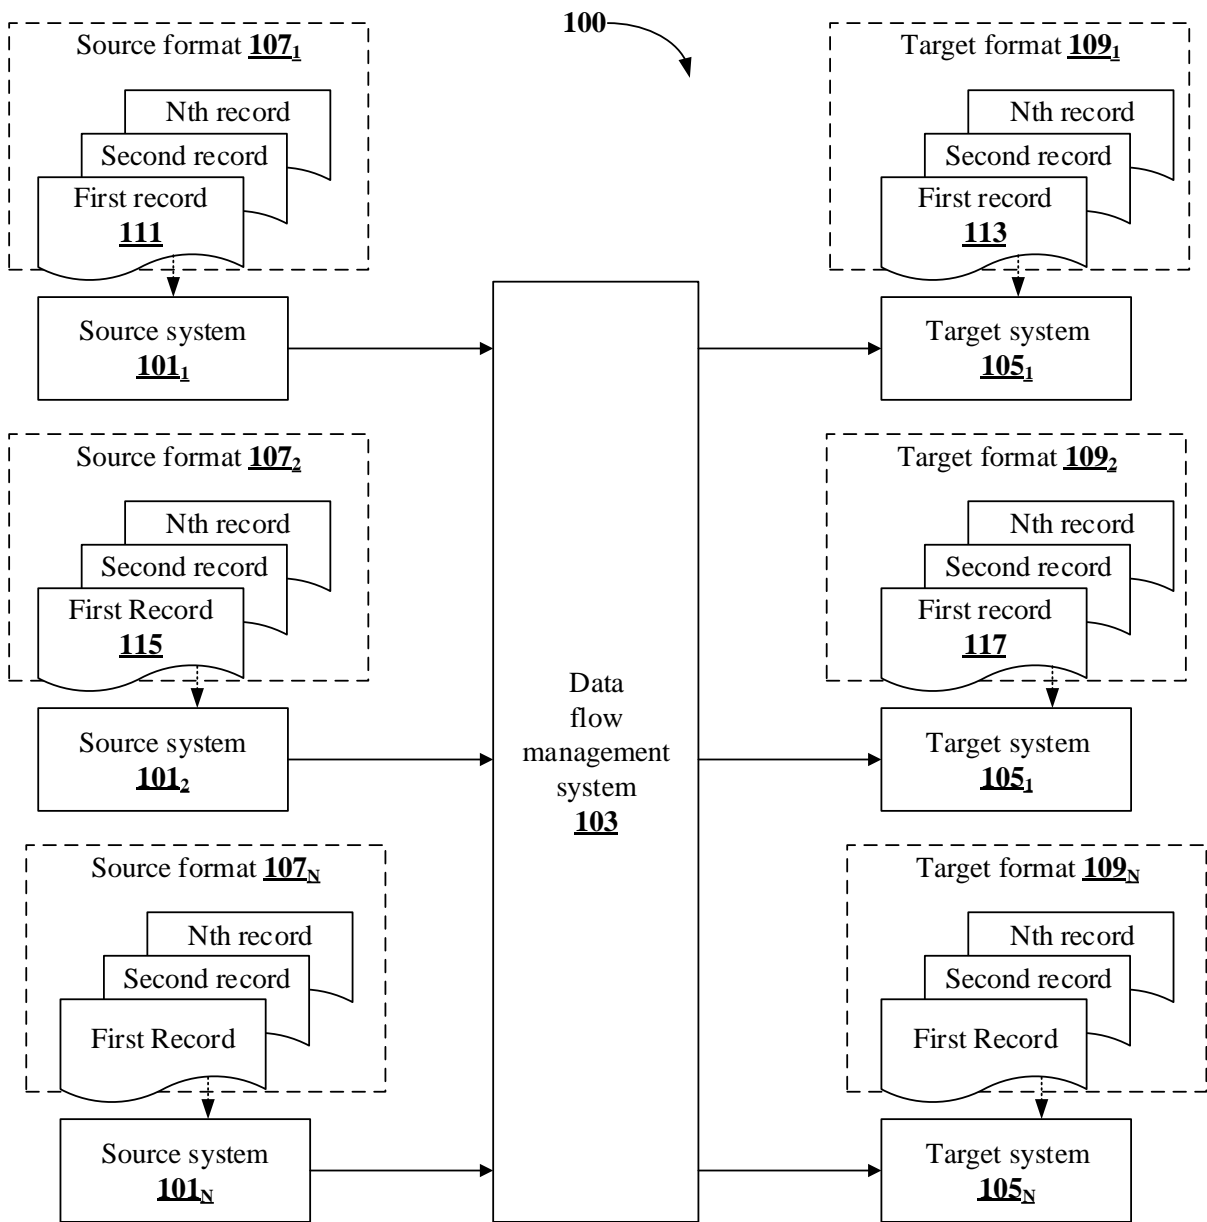 100
Source format 107₁
Nth record
Second record
First record
111
Source system
101₁
Target format 109₁
Nth record
Second record
First record
113
Target system
105₁
Source format 107₂
Nth record
Second record
First Record
115
Source system
101₂
Data
flow
management
system
103
Target format 109₂
Nth record
Second record
First record
117
Target system
105₁
Source format 107_N
Nth record
Second record
First Record
Source system
101_N
Target format 109_N
Nth record
Second record
First Record
Target system
105_N